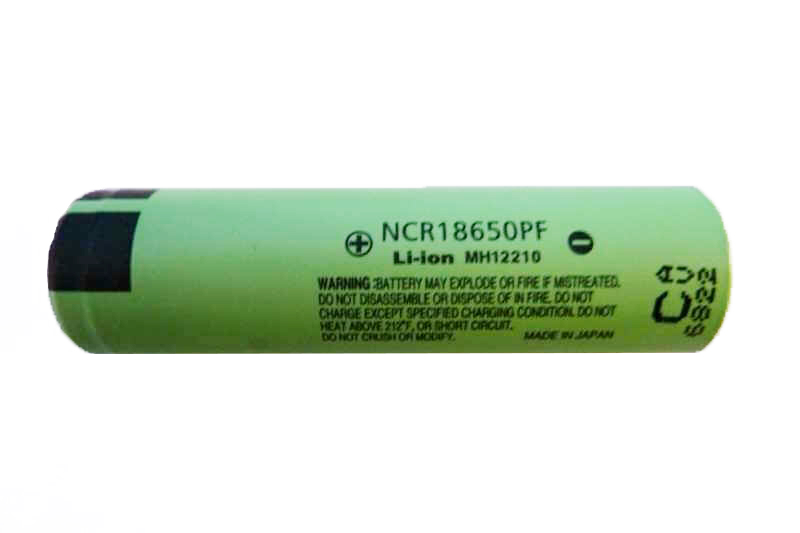 ⊕ NCR18650PF ⊖
Li-ion MH12210
WARNING :BATTERY MAY EXPLODE OR FIRE IF MISTREATED.
DO NOT DISASSEMBLE OR DISPOSE OF IN FIRE, DO NOT
CHARGE EXCEPT SPECIFIED CHARGING CONDITION. DO NOT
HEAT ABOVE 212°F, OR SHORT CIRCUIT.
DO NOT CRUSH OR MODIFY.
MADE IN JAPAN
C
AV
6822